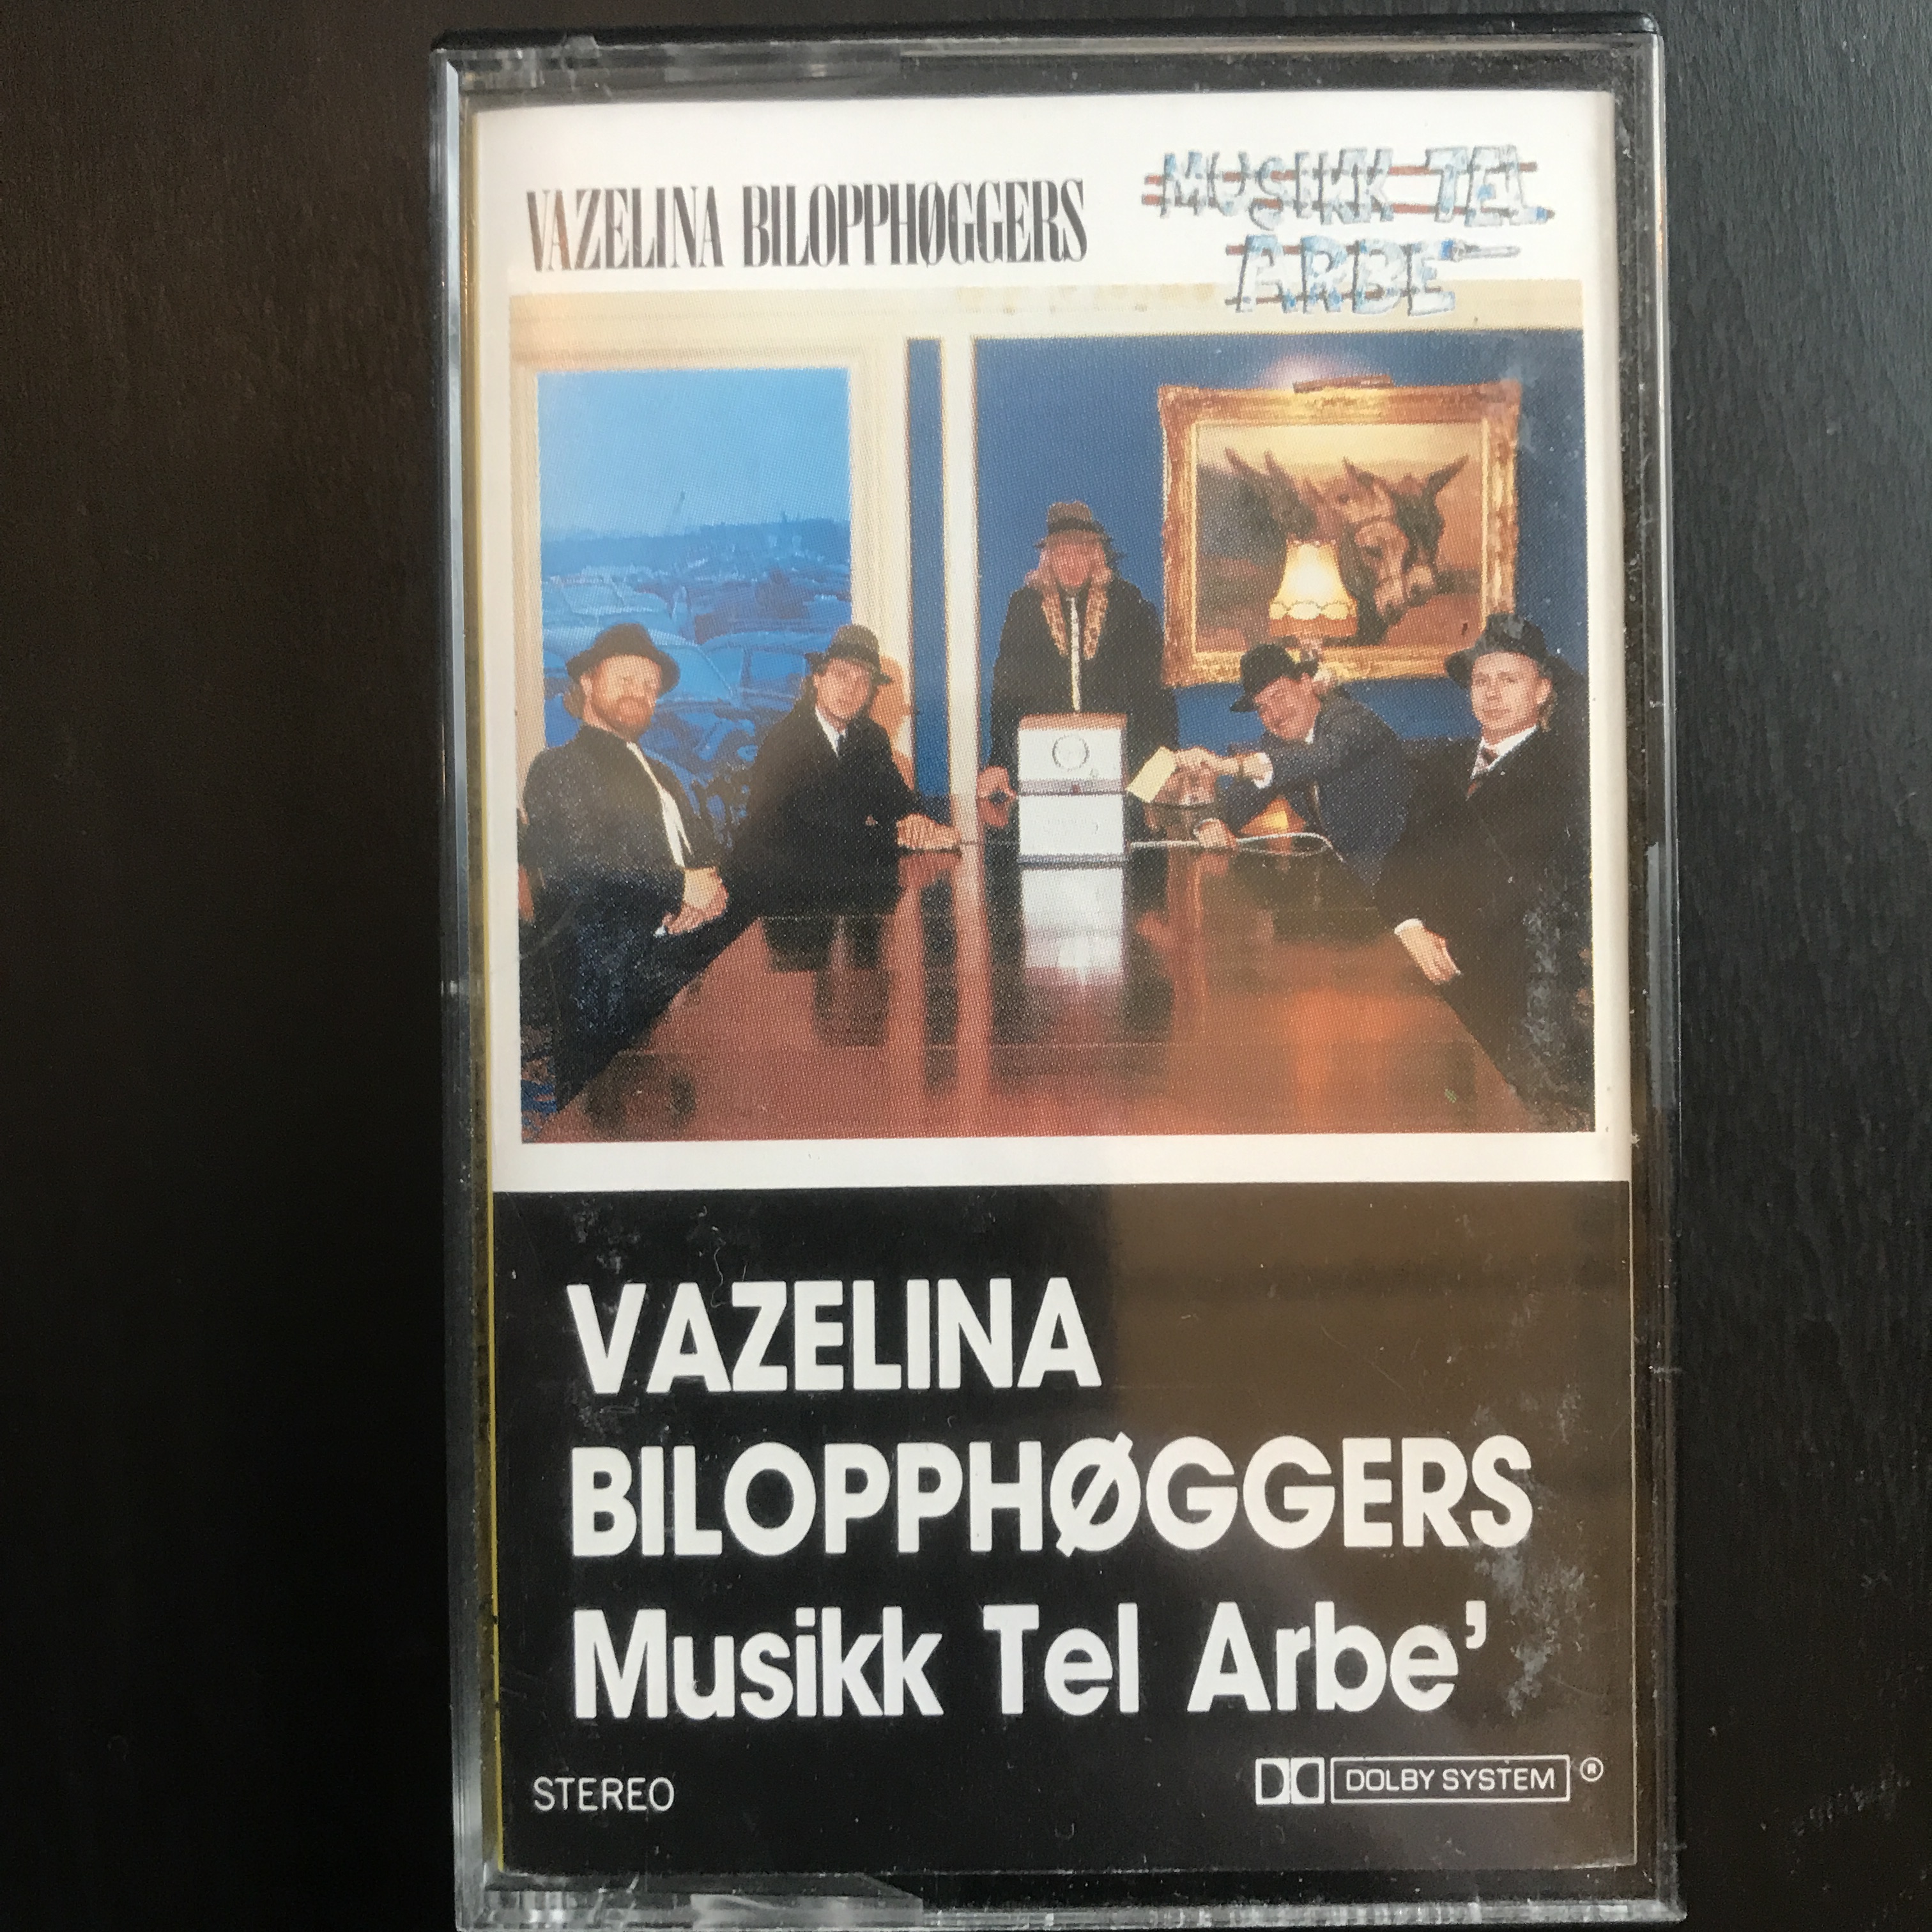 VAZELINA BILOPPHØGGERS
MUSIKK TEL
ARBE'
VAZELINA
BILOPPHØGGERS
Musikk Tel Arbe'
STEREO
DOLBY SYSTEM ®